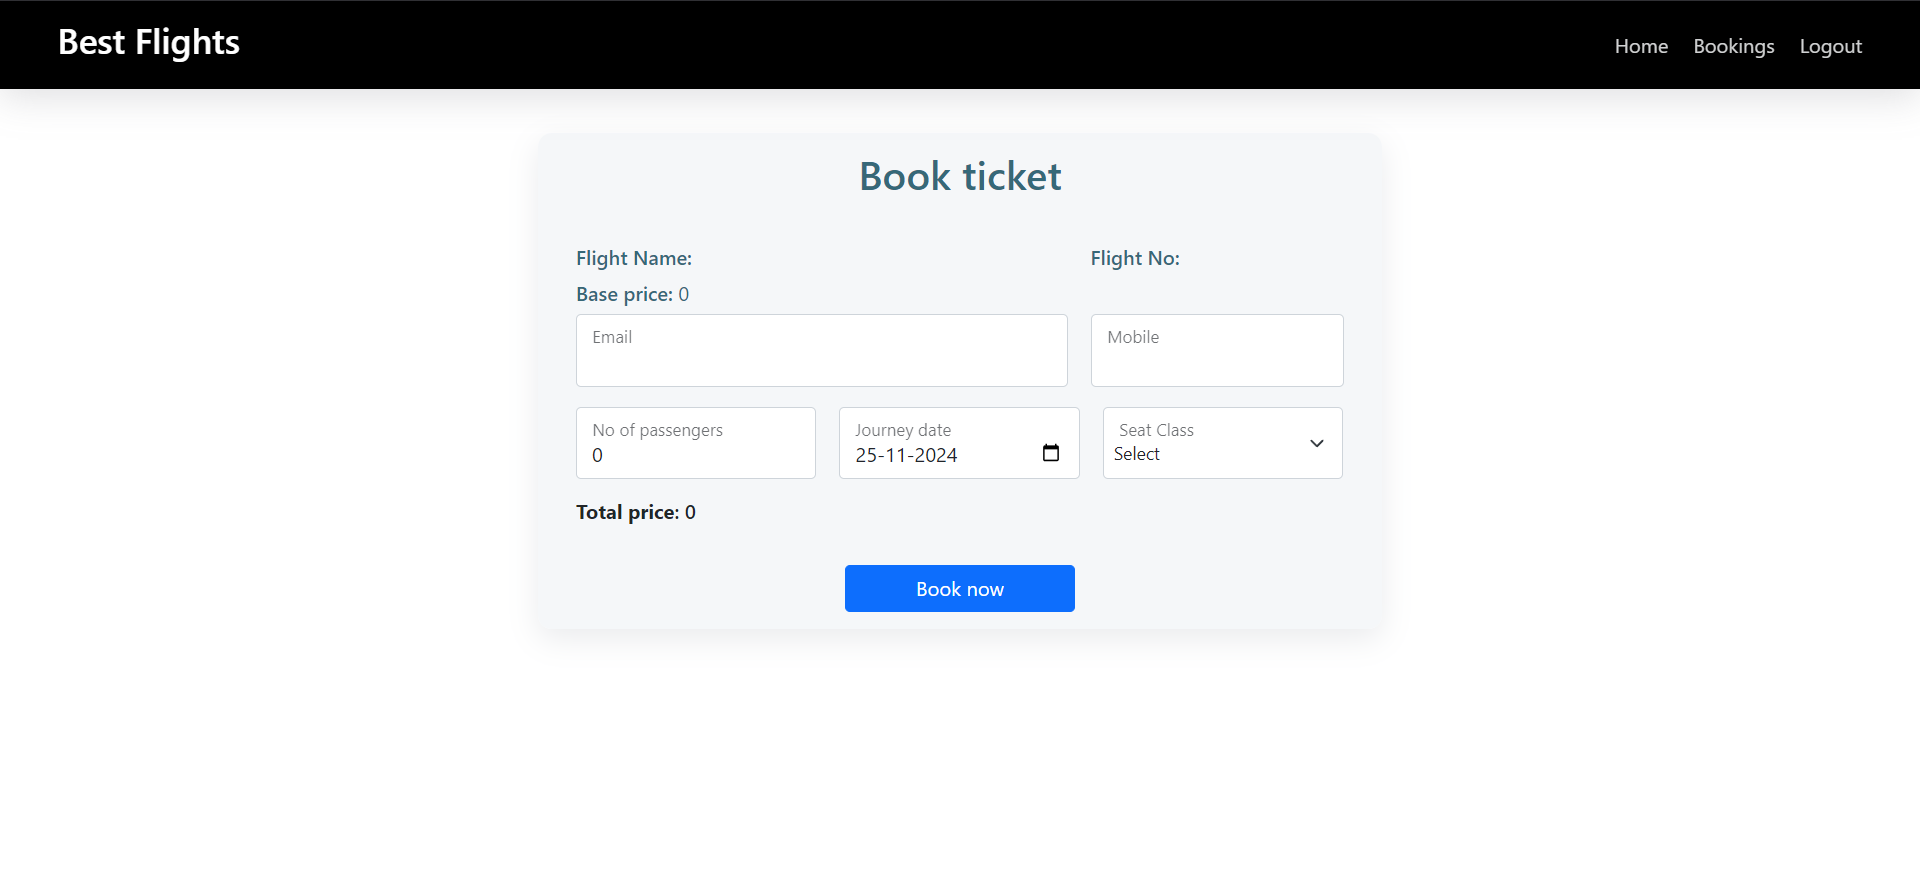 Best Flights
Home Bookings Logout
Book ticket
Flight Name: Flight No:
Base price: 0
Email Mobile
No of passengers Journey date Seat Class
0 25-11-2024 Select
Total price: 0
Book now